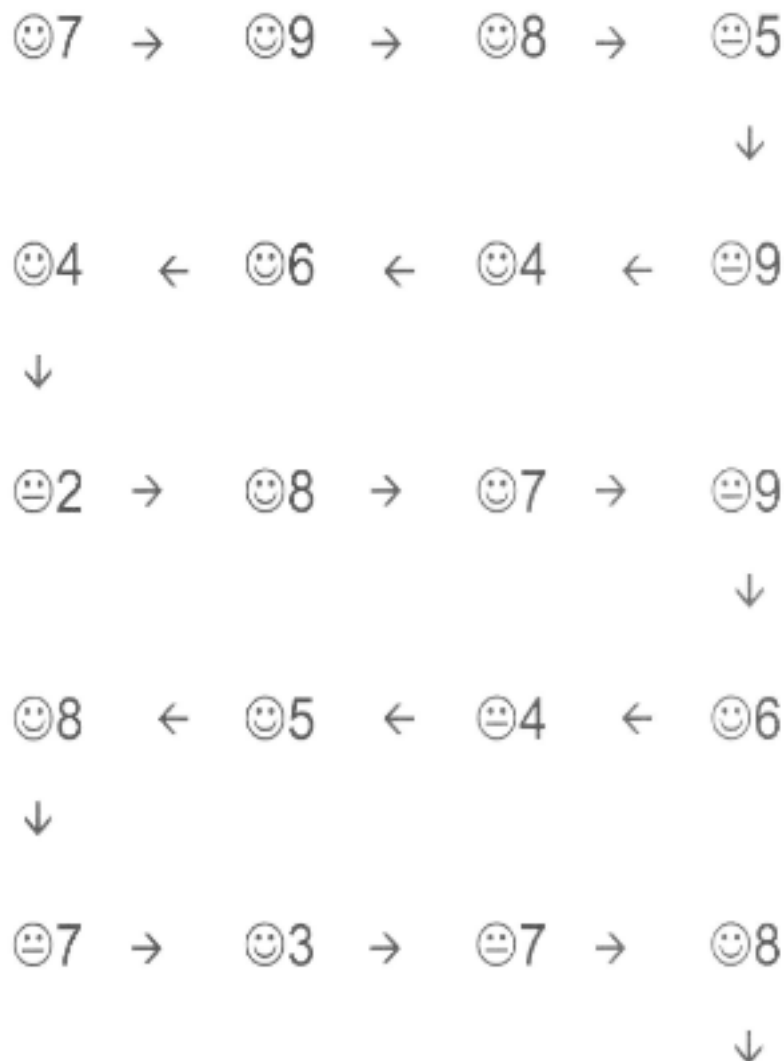 ☺7 → ☺9 → ☺8 → 😐5
↓
☺4 ← ☺6 ← ☺4 ← 😐9
↓
😐2 → ☺8 → ☺7 → 😐9
↓
☺8 ← ☺5 ← 😐4 ← ☺6
↓
😐7 → ☺3 → 😐7 → ☺8
↓